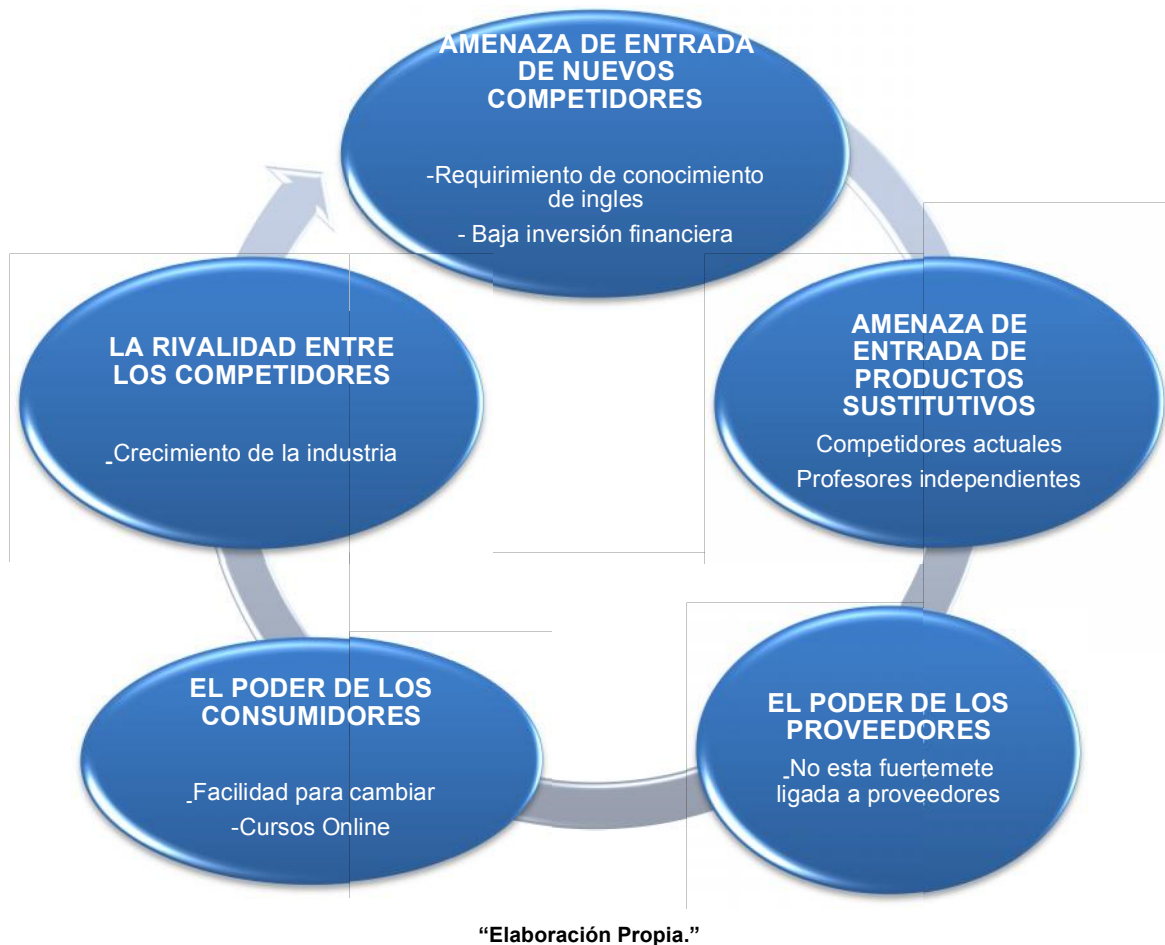 AMENAZA DE ENTRADA
DE NUEVOS
COMPETIDORES
-Requirimiento de conocimiento
de ingles
- Baja inversión financiera
AMENAZA DE
ENTRADA DE
PRODUCTOS
SUSTITUTIVOS
Competidores actuales
Profesores independientes
EL PODER DE LOS
PROVEEDORES
-No esta fuertemete
ligada a proveedores
EL PODER DE LOS
CONSUMIDORES
-Facilidad para cambiar
-Cursos Online
LA RIVALIDAD ENTRE
LOS COMPETIDORES
-Crecimiento de la industria
“Elaboración Propia.”